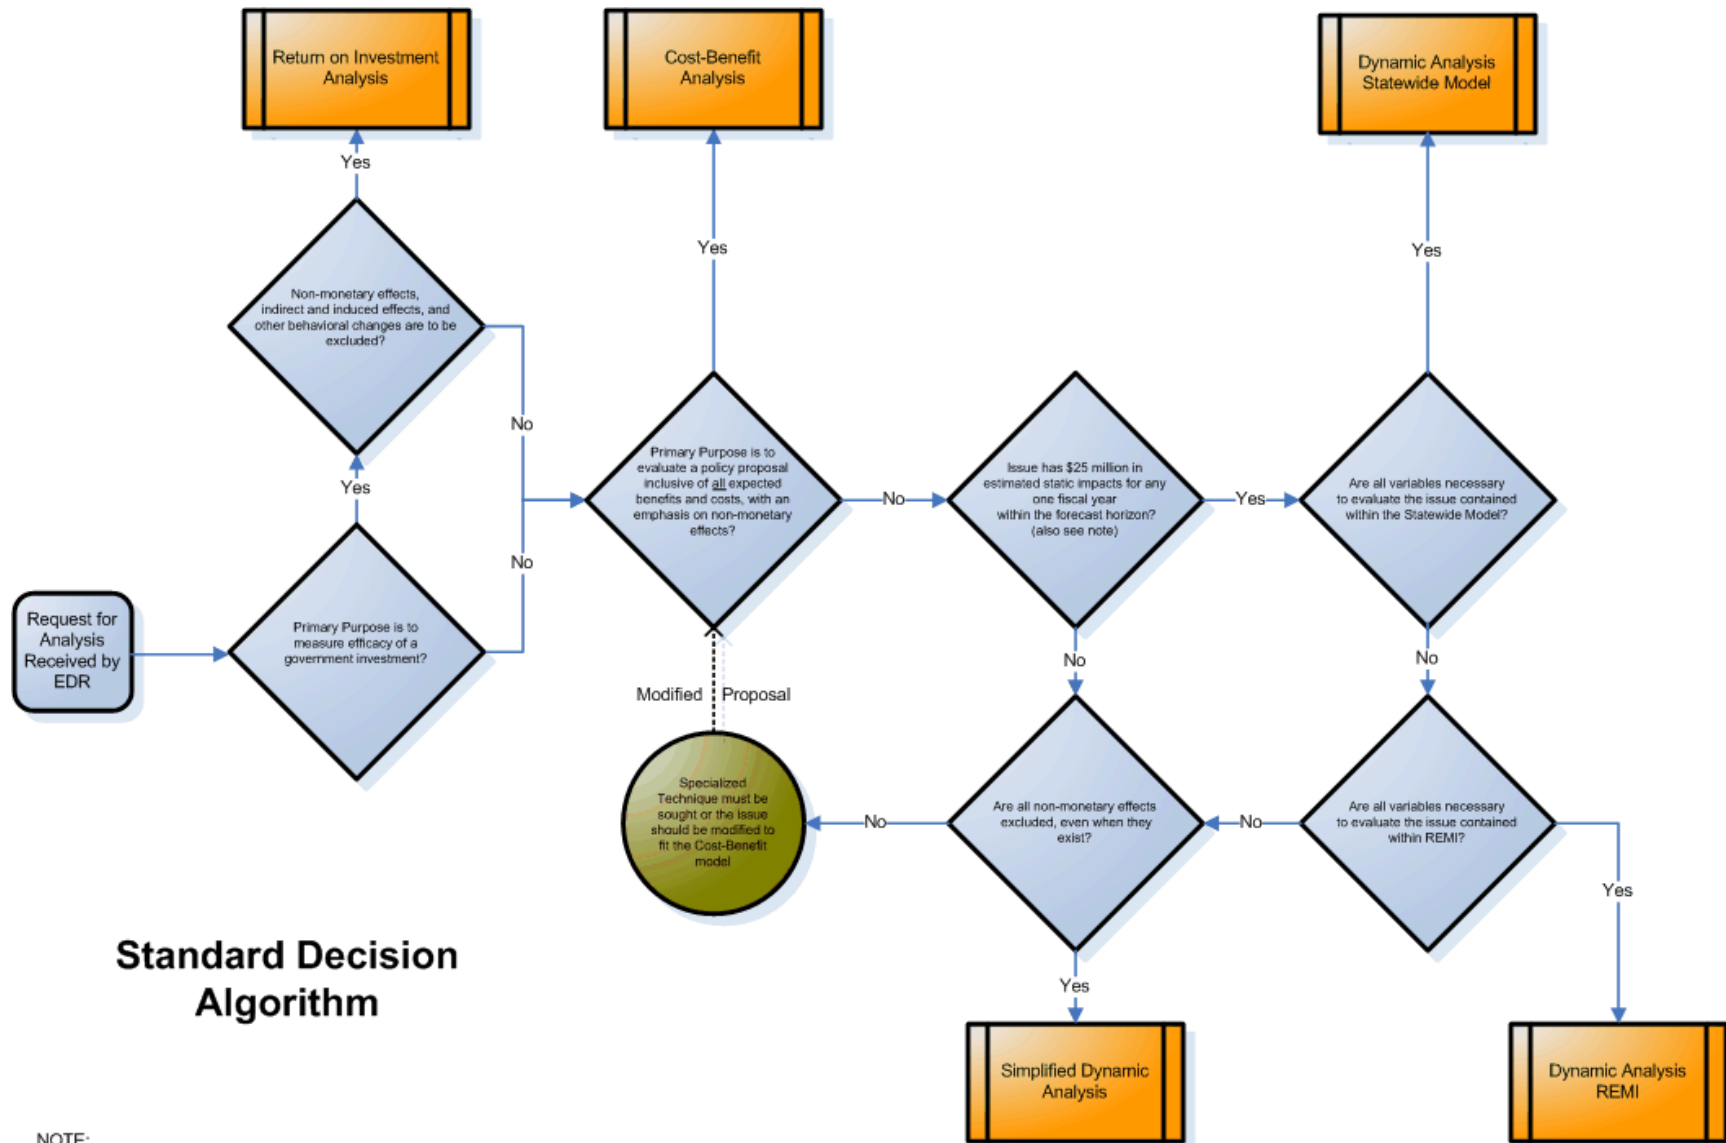 Return on Investment
Analysis
Cost-Benefit
Analysis
Dynamic Analysis
Statewide Model
Yes
Yes
Yes
Non-monetary effects,
indirect and induced effects, and
other behavioral changes are to be
excluded?
No
Primary Purpose is to
evaluate a policy proposal
inclusive of all expected
benefits and costs, with an
emphasis on non-monetary
effects?
No
Issue has $25 million in
estimated static impacts for any
one fiscal year
within the forecast horizon?
(also see note)
Yes
Are all variables necessary
to evaluate the issue contained
within the Statewide Model?
Yes
No
Request for
Analysis
Received by
EDR
Primary Purpose is to
measure efficacy of a
government investment?
No
No
Modified Proposal
Specialized
Technique must be
sought or the issue
should be modified to
fit the Cost-Benefit
model
No
Are all non-monetary effects
excluded, even when they
exist?
No
Are all variables necessary
to evaluate the issue contained
within REMI?
Yes
Standard Decision
Algorithm
Yes
Simplified Dynamic
Analysis
Dynamic Analysis
REMI
NOTE: